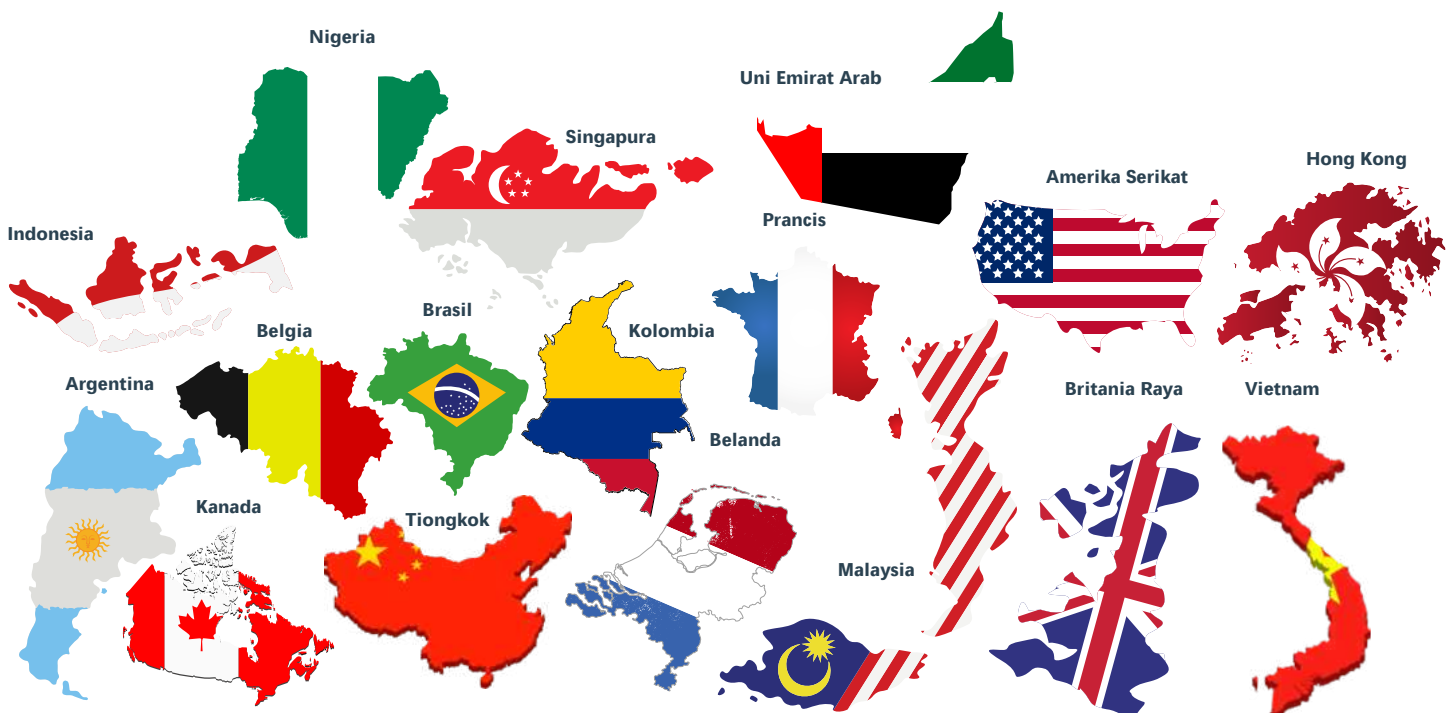 Nigeria
Uni Emirat Arab
Singapura
Hong Kong
Amerika Serikat
Prancis
Indonesia
Brasil
Belgia
Kolombia
Argentina
Britania Raya
Vietnam
Belanda
Kanada
Tiongkok
Malaysia